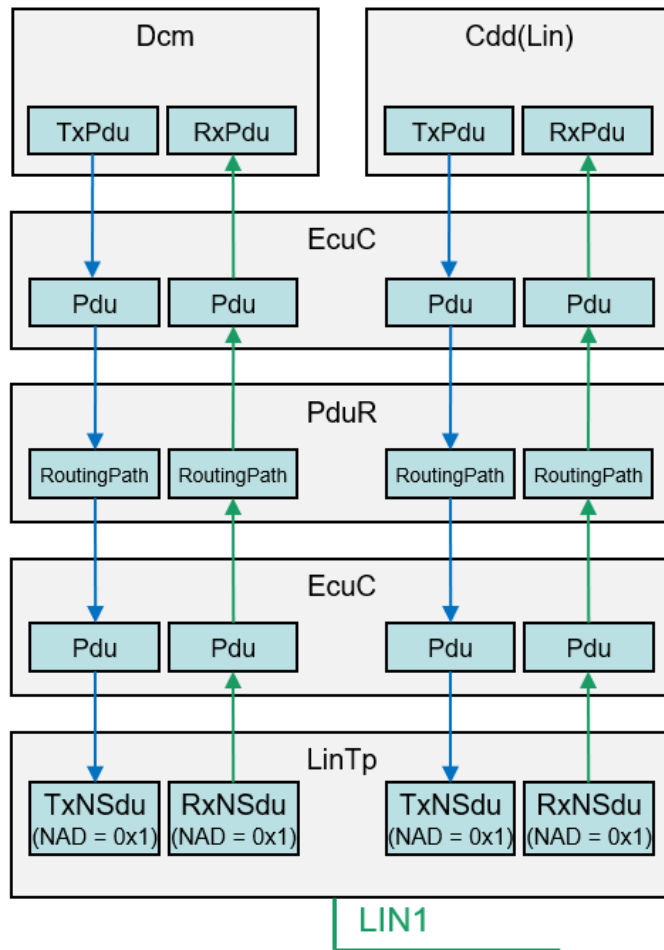 Dcm
Cdd(Lin)
TxPdu
RxPdu
TxPdu
RxPdu
EcuC
Pdu
Pdu
Pdu
Pdu
PduR
RoutingPath
RoutingPath
RoutingPath
RoutingPath
EcuC
Pdu
Pdu
Pdu
Pdu
LinTp
TxNSdu
(NAD = 0x1)
RxNSdu
(NAD = 0x1)
TxNSdu
(NAD = 0x1)
RxNSdu
(NAD = 0x1)
LIN1